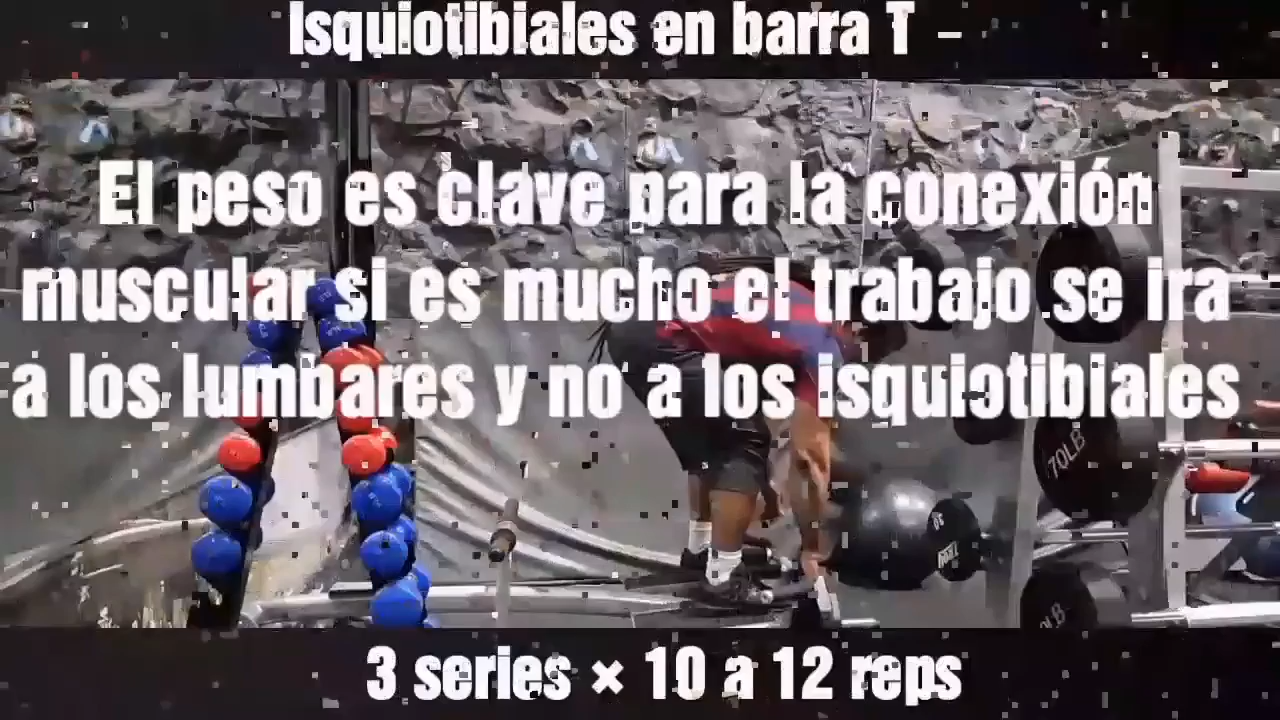 Isquiotibiales en barra T -
El peso es clave para la conexión
muscular si es mucho el trabajo se ira
a los lumbares y no a los isquiotibiales
70LB
3 series × 10 a 12 reps